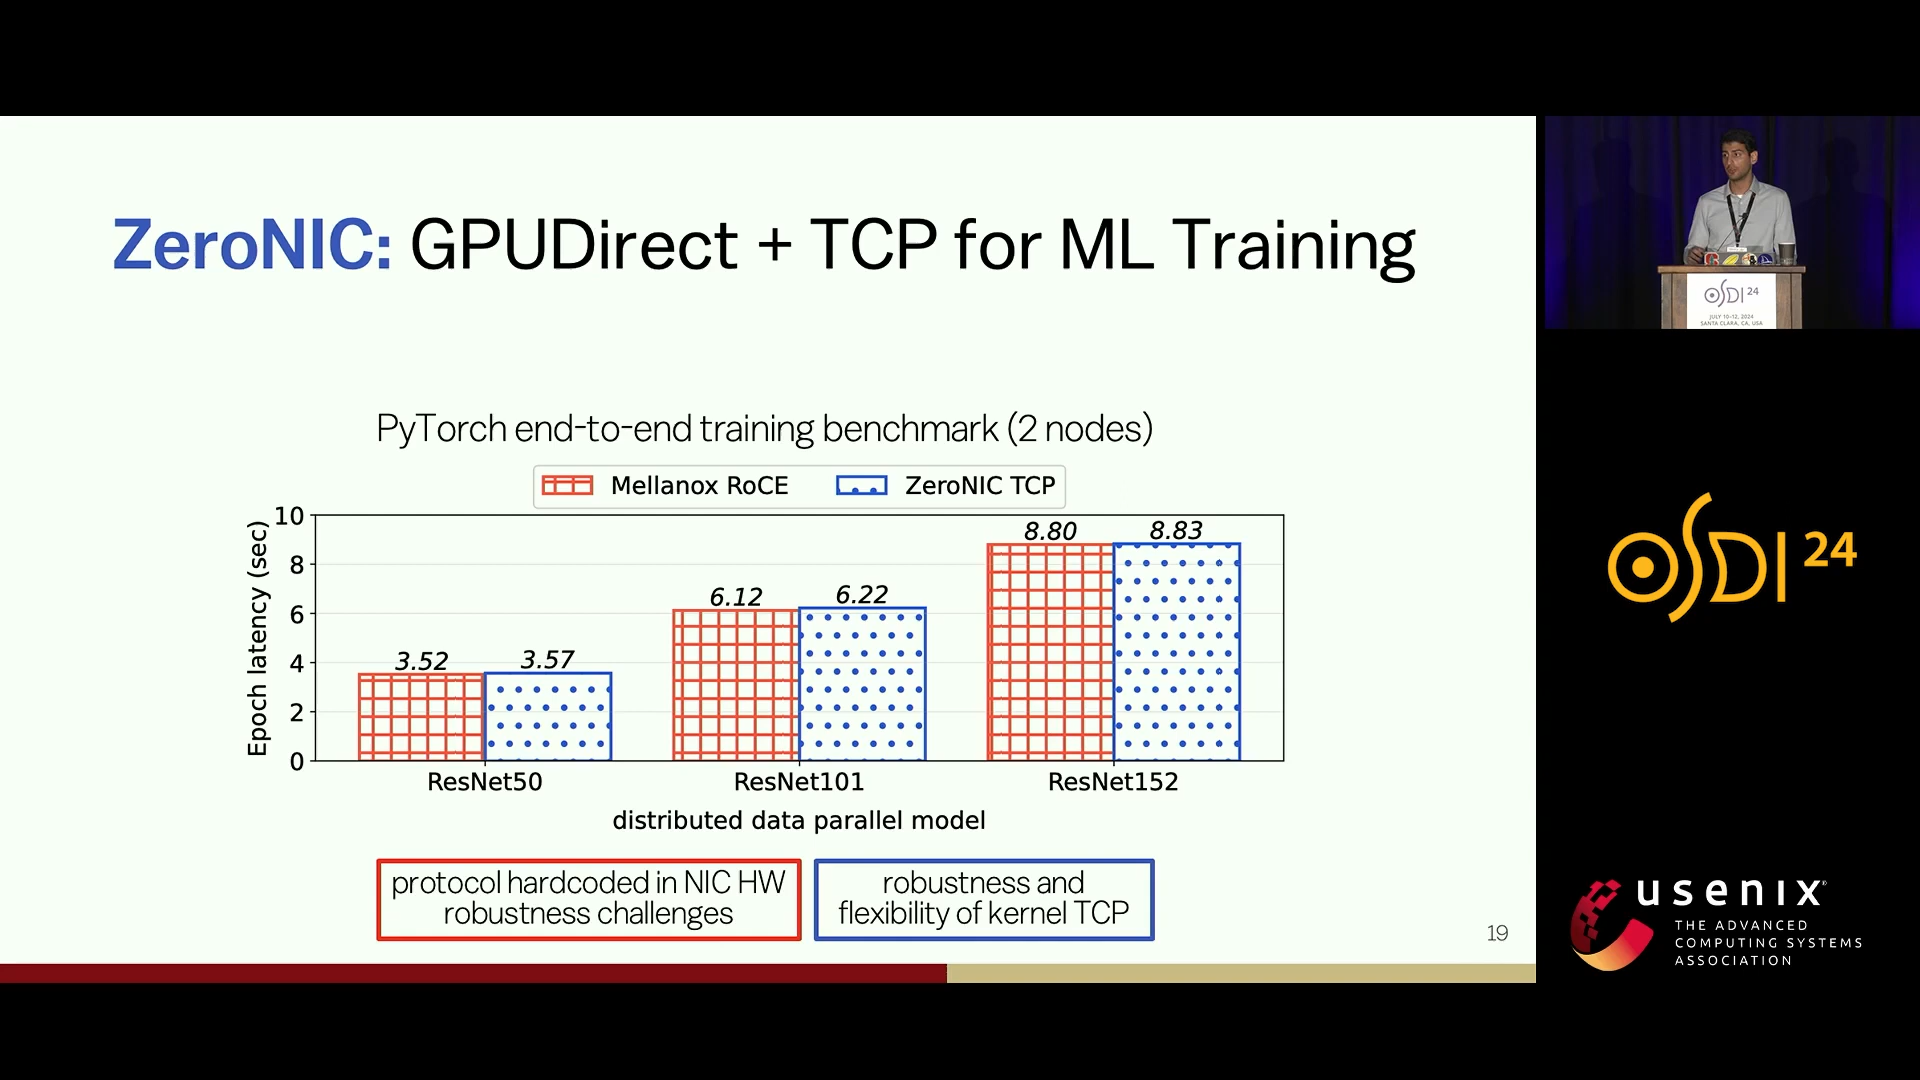 ZeroNIC: GPUDirect + TCP for ML Training
PyTorch end-to-end training benchmark (2 nodes)
Mellanox RoCE
ZeroNIC TCP
Epoch latency (sec)
10
8
6
4
2
0
3.52
3.57
6.12
6.22
8.80
8.83
ResNet50
ResNet101
ResNet152
distributed data parallel model
protocol hardcoded in NIC HW
robustness challenges
robustness and
flexibility of kernel TCP
19
OSDI 24
JULY 10–12, 2024
SANTA CLARA, CA, USA
OSDI 24
usenix
THE ADVANCED
COMPUTING SYSTEMS
ASSOCIATION